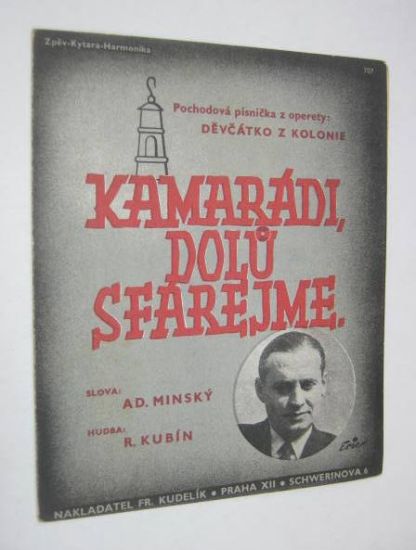 Zpěv-Kytara-Harmonika
707
Pochodová písnička z operety:
DĚVČÁTKO Z KOLONIE
KAMARÁDI,
DOLŮ
SFÁREJME.
SLOVA:
AD. MINSKÝ
HUDBA:
R. KUBÍN
NAKLADATEL FR. KUDELÍK • PRAHA XII • SCHWERINOVA 6